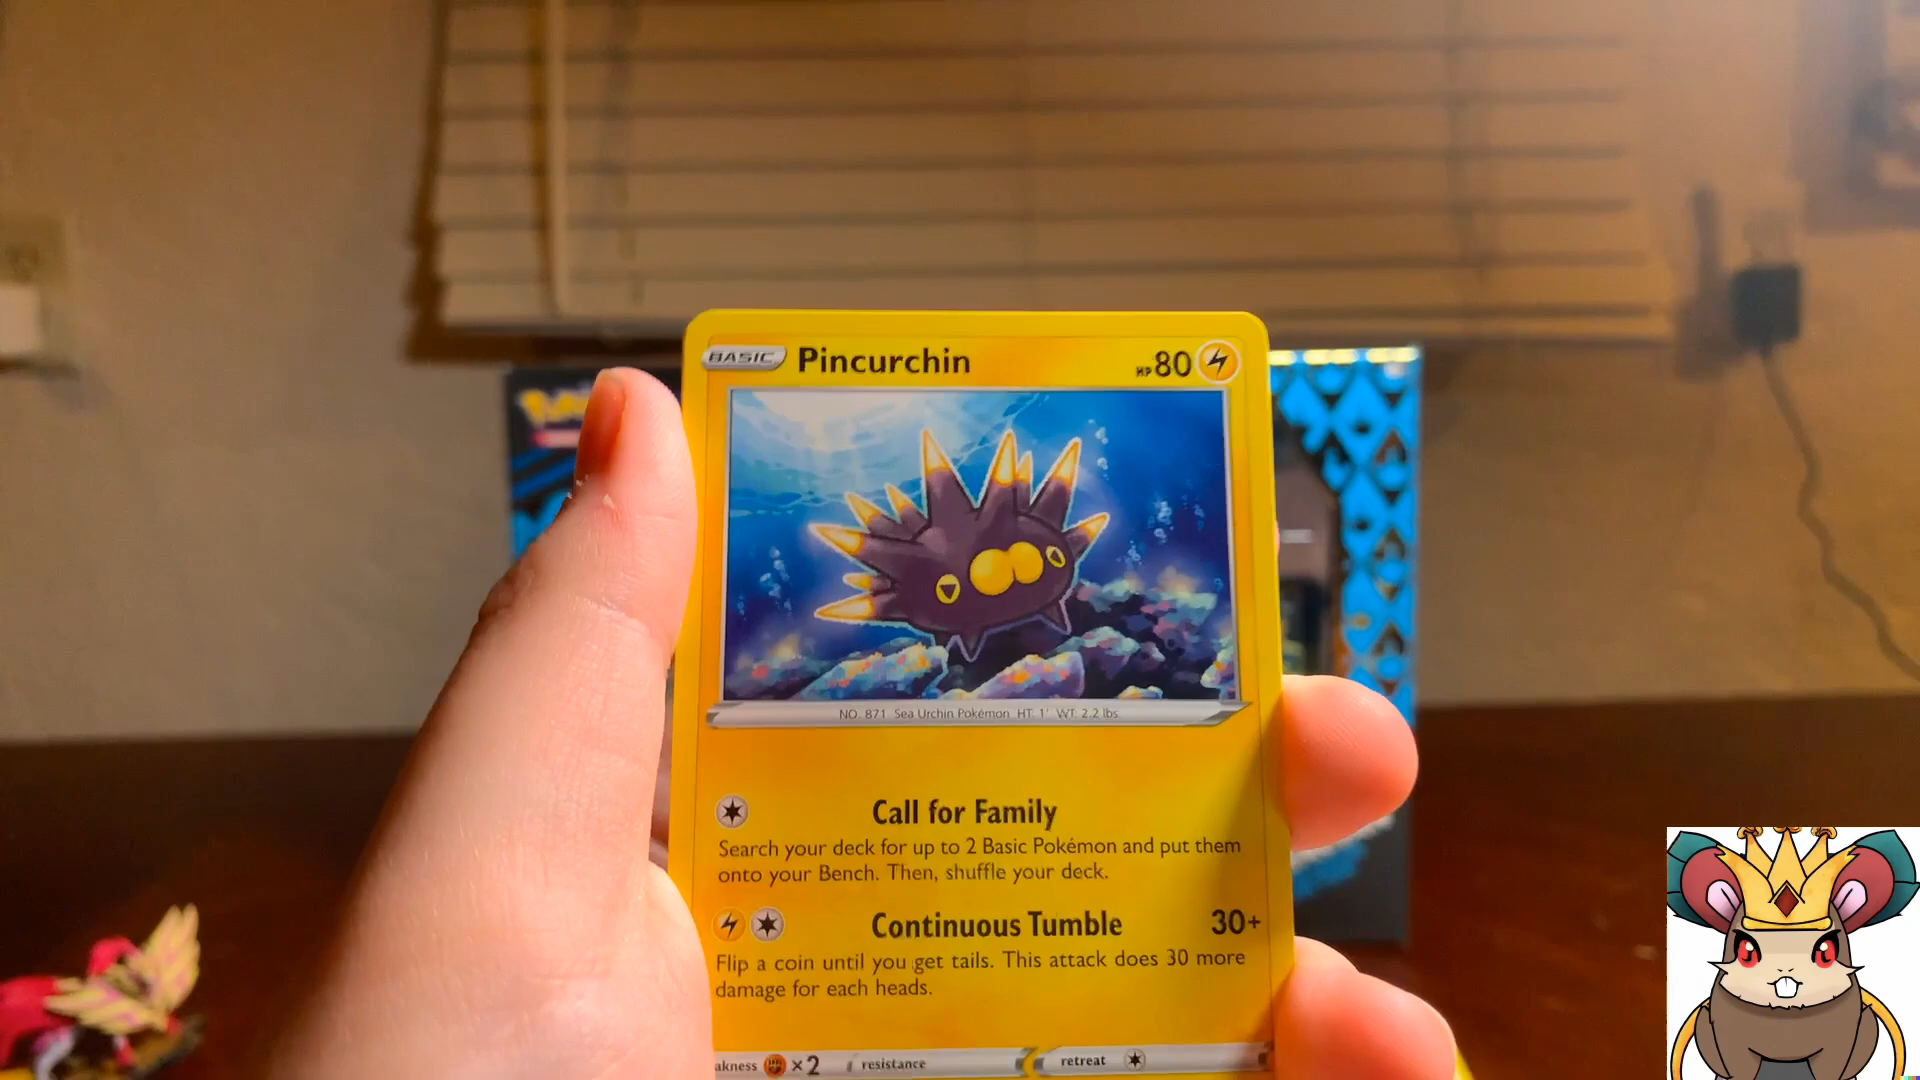 BASIC Pincurchin HP 80
NO. 871 Sea Urchin Pokémon HT: 1' WT: 2.2 lbs.
Call for Family
Search your deck for up to 2 Basic Pokémon and put them
onto your Bench. Then, shuffle your deck.
Continuous Tumble 30+
Flip a coin until you get tails. This attack does 30 more
damage for each heads.
akness ×2 resistance retreat